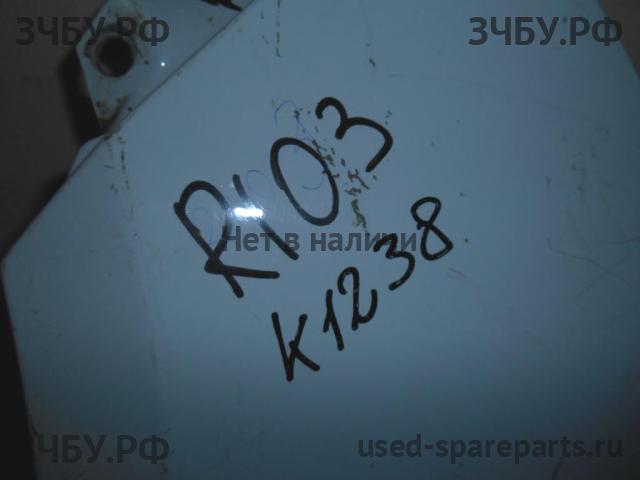 ЗЧБУ.РФ ЗЧБУ.РФ
RIO3
Нет в наличии
K1238
ЗЧБУ.РФ used-spareparts.ru